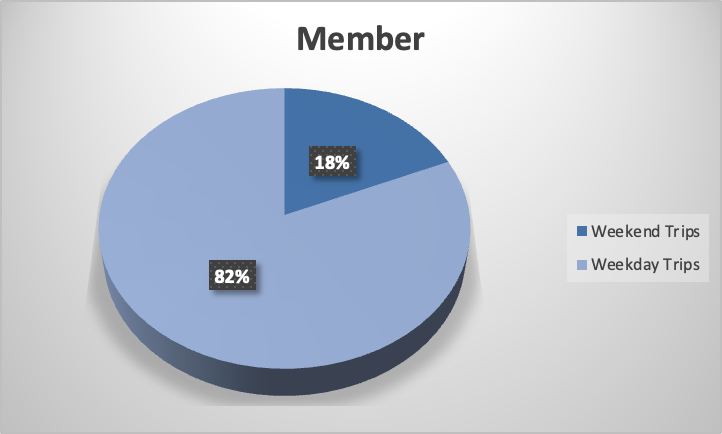 Member
18%
82%
Weekend Trips
Weekday Trips